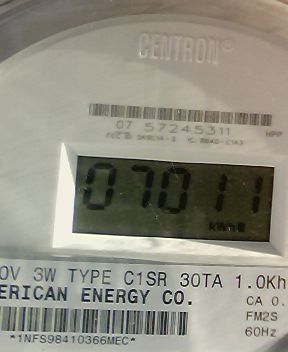 CENTRON®
07 57245311
HPP
07011
kWh
0V 3W TYPE C1SR 30TA 1.0Kh
ERICAN ENERGY CO. CA 0.
FM2S
*1NFS98410366MEC* 60Hz